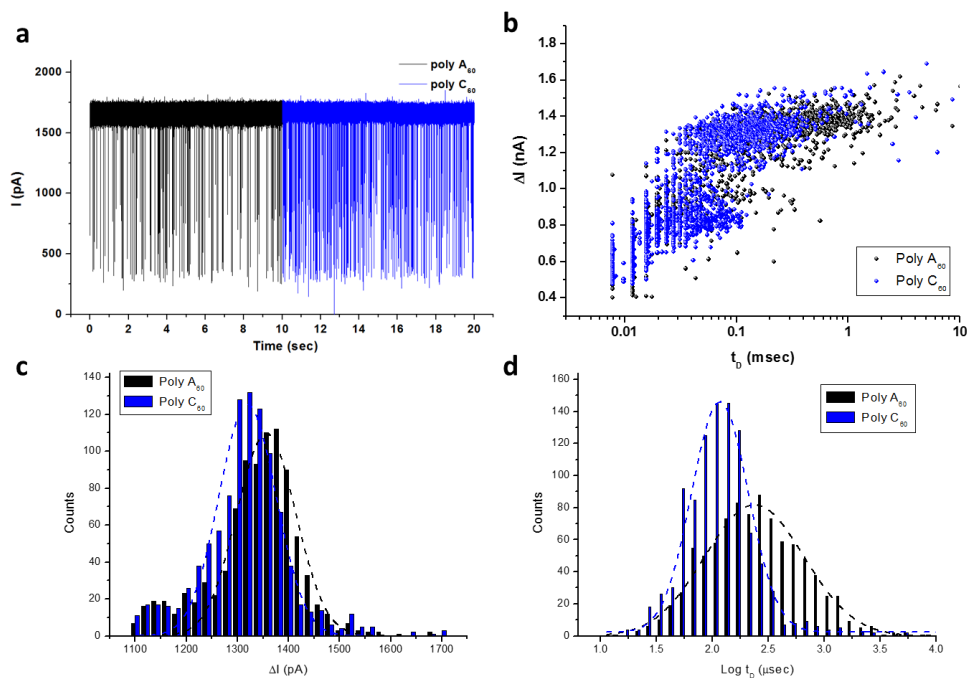 a
poly A60
poly C60
2000
1500
1000
500
0
I (pA)
0 2 4 6 8 10 12 14 16 18 20
Time (sec)
b
1.8
1.6
1.4
1.2
1.0
0.8
0.6
0.4
ΔI (nA)
Poly A60
Poly C60
0.01 0.1 1 10
tD (msec)
c
Poly A60
Poly C60
140
120
100
80
60
40
20
0
Counts
1100 1200 1300 1400 1500 1600 1700
ΔI (pA)
d
Poly A60
Poly C60
160
140
120
100
80
60
40
20
0
Counts
1.0 1.5 2.0 2.5 3.0 3.5 4.0
Log tD (μsec)